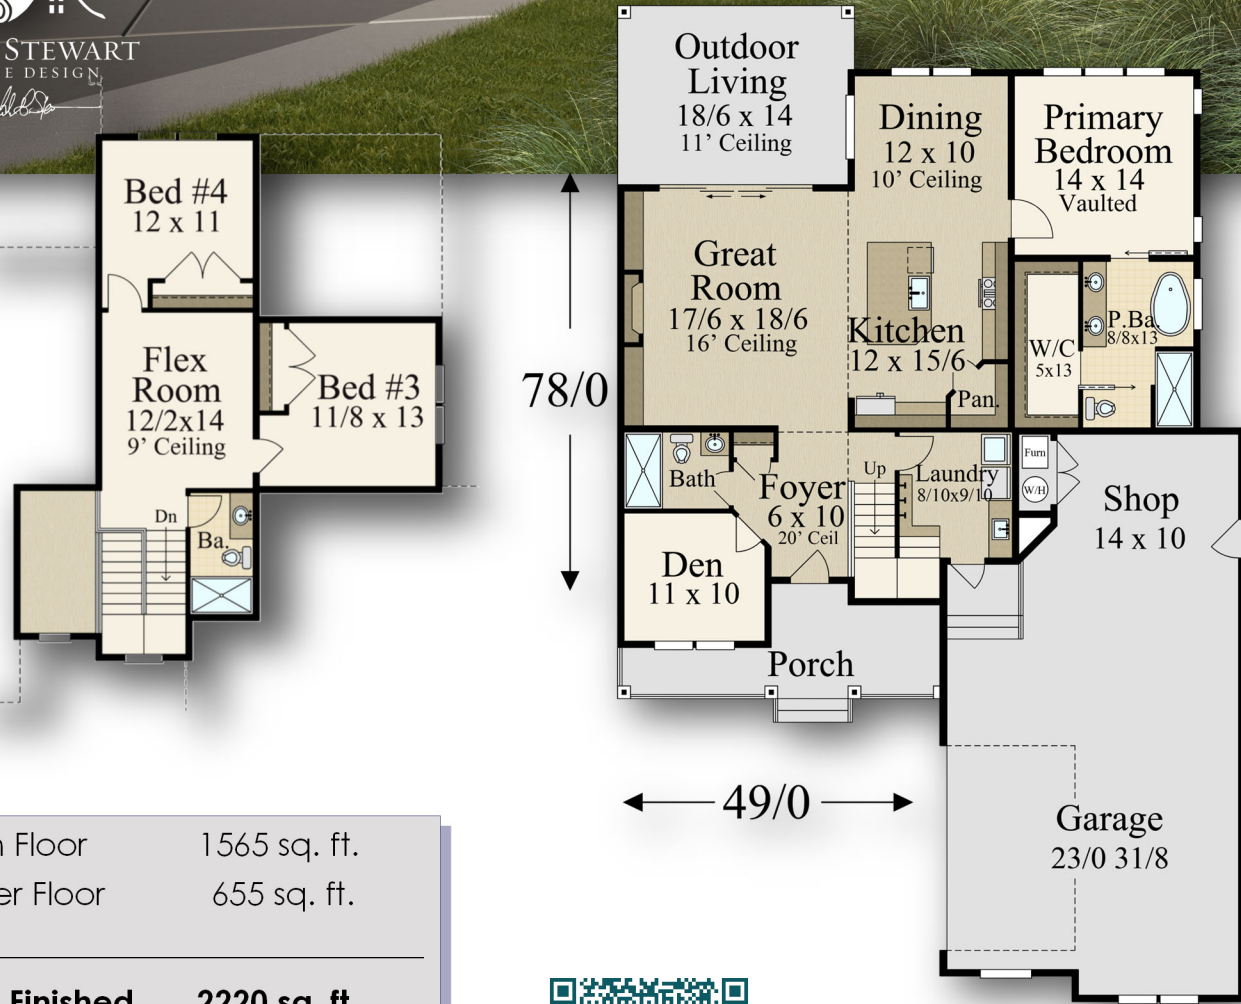 STEWART
E DESIGN
Bed #4
12 x 11
Flex
Room
12/2x14
9' Ceiling
Bed #3
11/8 x 13
Dn
Ba.
Outdoor
Living
18/6 x 14
11' Ceiling
Dining
12 x 10
10' Ceiling
Primary
Bedroom
14 x 14
Vaulted
Great
Room
17/6 x 18/6
16' Ceiling
Kitchen
12 x 15/6
Pan.
W/C
5x13
P.Ba.
8/8x13
78/0
Bath
Foyer
6 x 10
20' Ceil
Up
Laundry
8/10x9/10
Furn
W/H
Shop
14 x 10
Den
11 x 10
Porch
49/0
Garage
23/0 31/8
n Floor 1565 sq. ft.
er Floor 655 sq. ft.
Finished 2220 sq. ft.